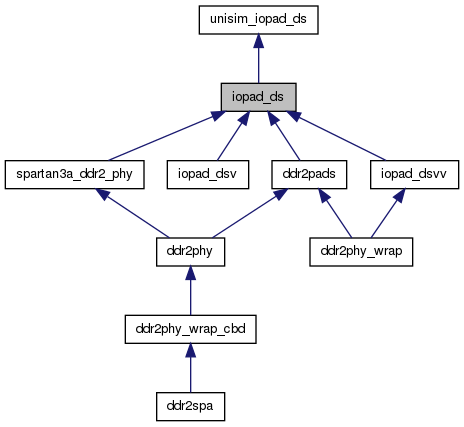 unisim_iopad_ds
iopad_ds
spartan3a_ddr2_phy
iopad_dsv
ddr2pads
iopad_dsvv
ddr2phy
ddr2phy_wrap
ddr2phy_wrap_cbd
ddr2spa